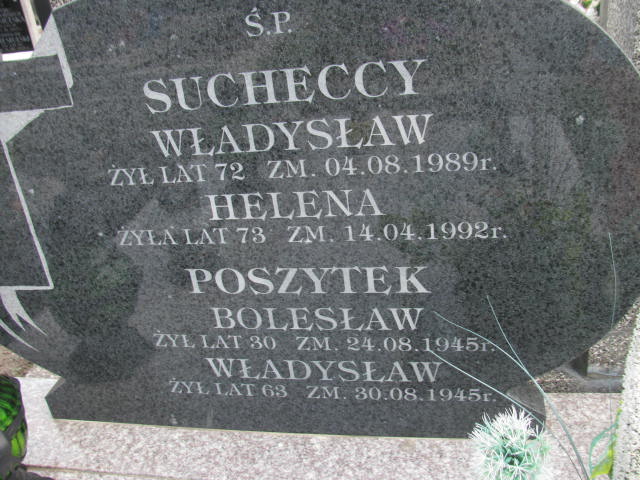 Ś.P.
SUCHĘCCY
WŁADYSŁAW
ŻYŁ LAT 72 ZM. 04.08.1989r.
HELENA
ŻYŁA LAT 73 ZM. 14.04.1992r.
POSZYTEK
BOLESŁAW
ŻYŁ LAT 30 ZM. 24.08.1945r.
WŁADYSŁAW
ŻYŁ LAT 63 ZM. 30.08.1945r.